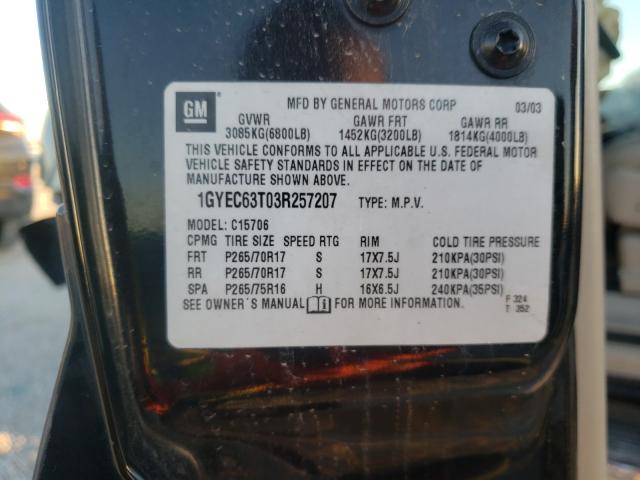 GM
MFD BY GENERAL MOTORS CORP 03/03
GVWR GAWR FRT GAWR RR
3085KG(6800LB) 1452KG(3200LB) 1814KG(4000LB)
THIS VEHICLE CONFORMS TO ALL APPLICABLE U.S. FEDERAL MOTOR
VEHICLE SAFETY STANDARDS IN EFFECT ON THE DATE OF
MANUFACTURE SHOWN ABOVE.
1GYEC63T03R257207 TYPE: M.P.V.
MODEL: C15706
CPMG TIRE SIZE SPEED RTG RIM COLD TIRE PRESSURE
FRT P265/70R17 S 17X7.5J 210KPA(30PSI)
RR P265/70R17 S 17X7.5J 210KPA(30PSI)
SPA P265/75R16 H 16X6.5J 240KPA(35PSI)
SEE OWNER'S MANUAL FOR MORE INFORMATION.
F 324
T 352